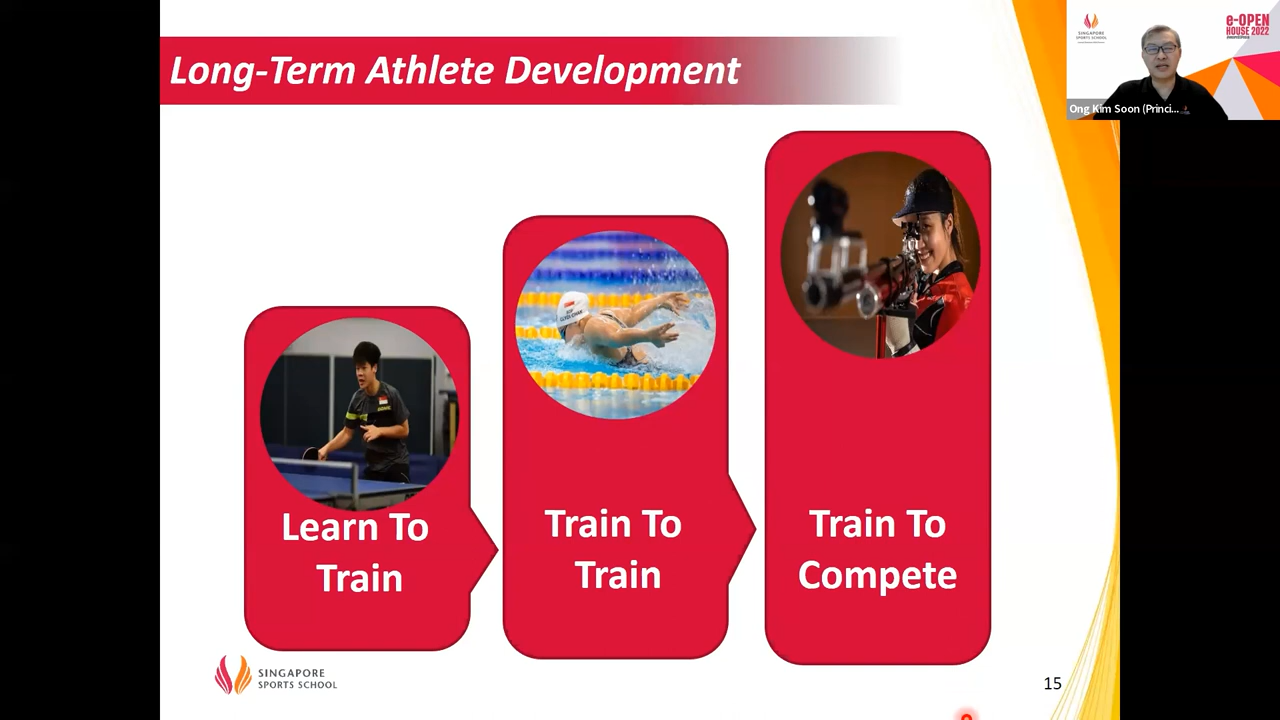 Long-Term Athlete Development
SINGAPORE
SPORTS SCHOOL
e-OPEN
HOUSE 2022
Ong Kim Soon (Princi...
Learn To
Train
Train To
Train
Train To
Compete
SINGAPORE
SPORTS SCHOOL
15